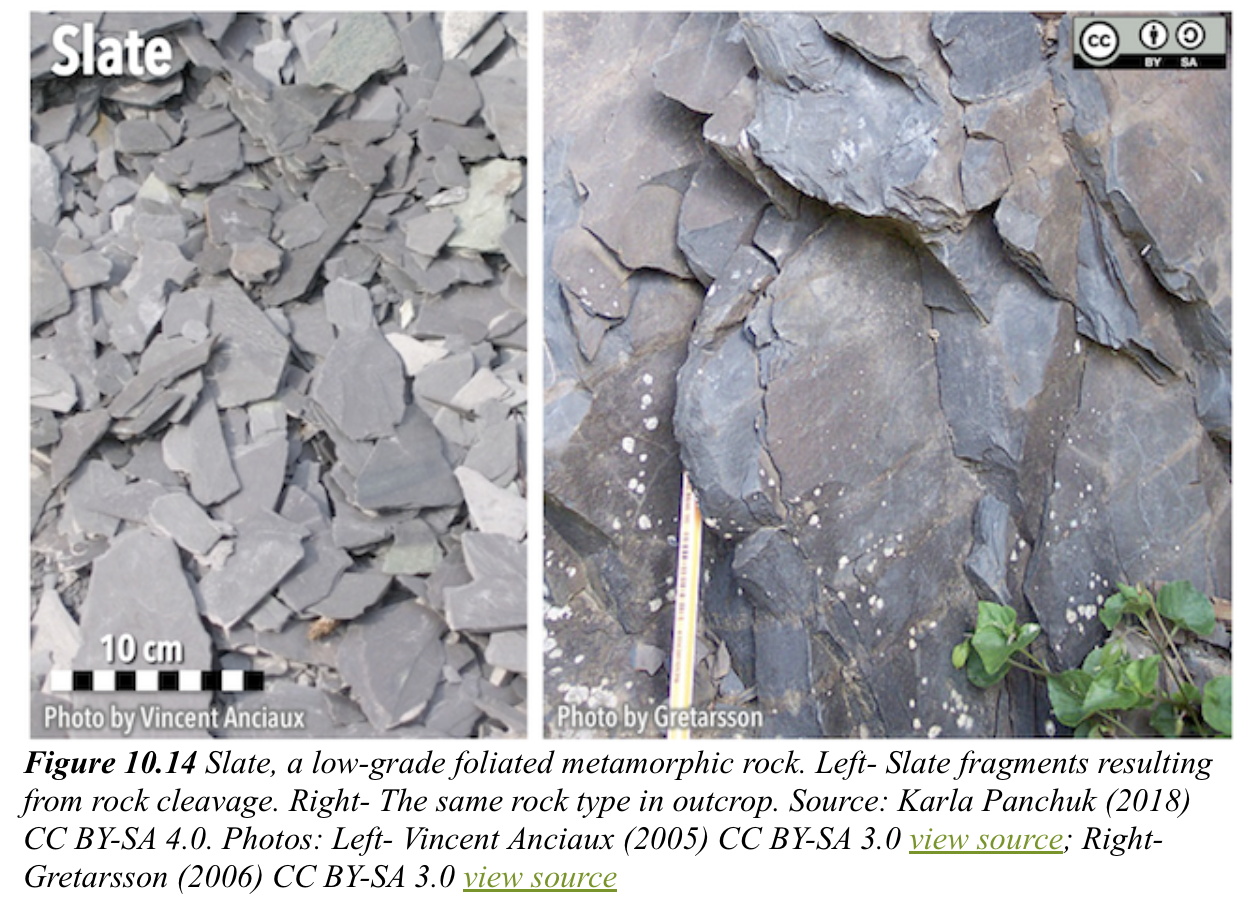 Slate
10 cm
Photo by Vincent Anciaux
cc
BY SA
Photo by Gretarsson
Figure 10.14 Slate, a low-grade foliated metamorphic rock. Left- Slate fragments resulting
from rock cleavage. Right- The same rock type in outcrop. Source: Karla Panchuk (2018)
CC BY-SA 4.0. Photos: Left- Vincent Anciaux (2005) CC BY-SA 3.0 view source; Right-
Gretarsson (2006) CC BY-SA 3.0 view source